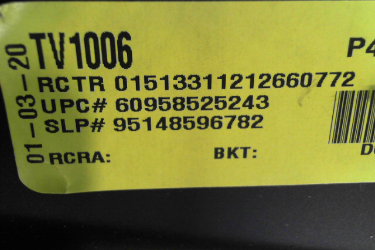 01-03-20
TV1006
P4
RCTR 01513311212660772
UPC# 60958525243
SLP# 95148596782
RCRA: BKT: